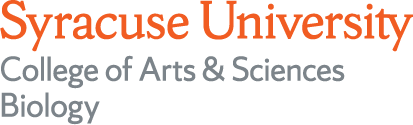 Syracuse University
College of Arts & Sciences
Biology